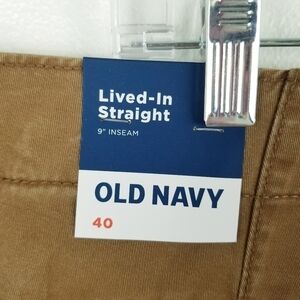 Lived-In
Straight
9" INSEAM
OLD NAVY
40